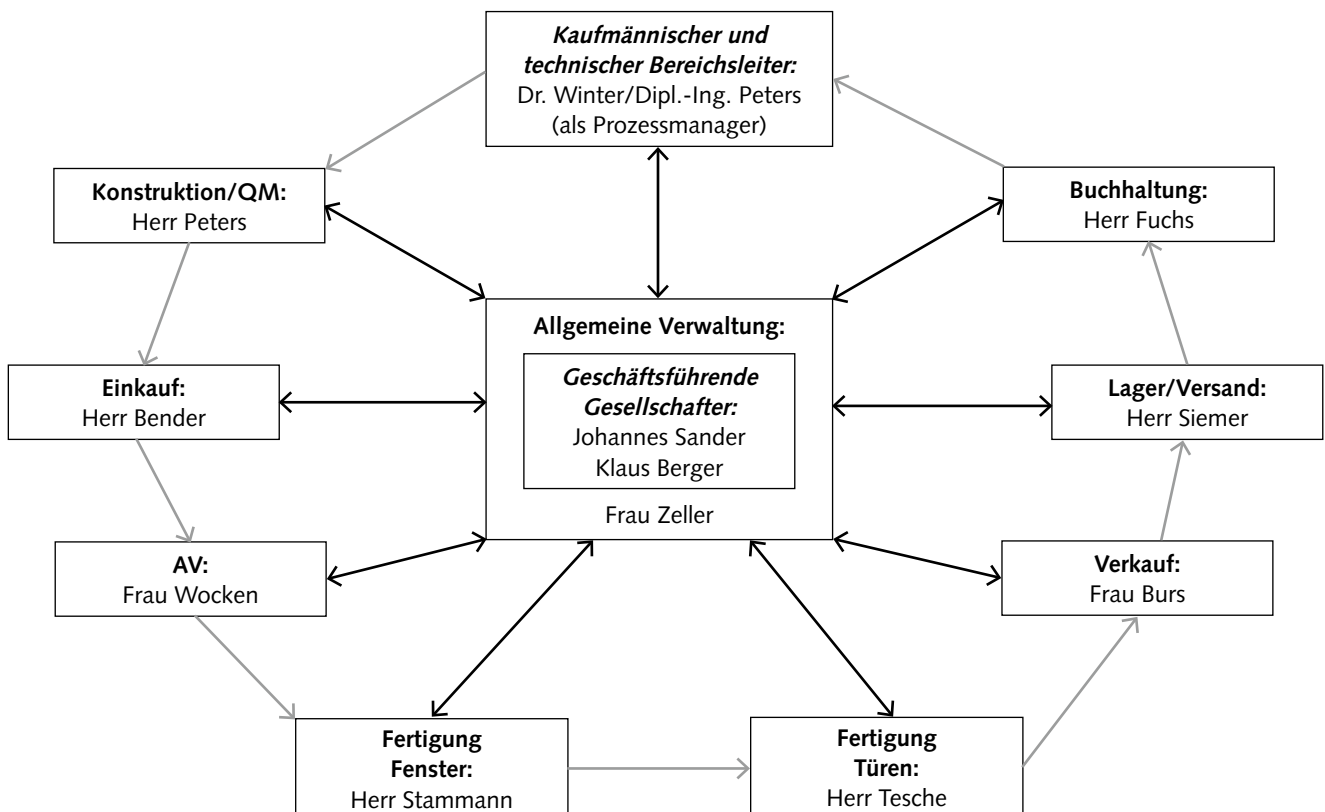 Kaufmännischer und
technischer Bereichsleiter:
Dr. Winter/Dipl.-Ing. Peters
(als Prozessmanager)
Konstruktion/QM:
Herr Peters
Buchhaltung:
Herr Fuchs
Allgemeine Verwaltung:
Geschäftsführende
Gesellschafter:
Johannes Sander
Klaus Berger
Frau Zeller
Einkauf:
Herr Bender
Lager/Versand:
Herr Siemer
AV:
Frau Wocken
Verkauf:
Frau Burs
Fertigung
Fenster:
Herr Stammann
Fertigung
Türen:
Herr Tesche